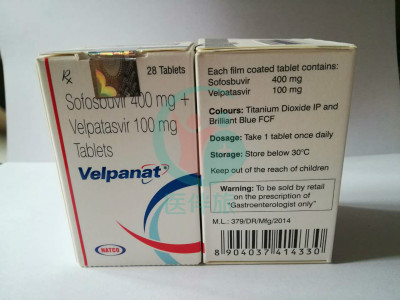 Rx
28 Tablets
Sofosbuvir 400 mg +
Velpatasvir 100 mg
Tablets
Velpanat
NATCO
Each film coated tablet contains:
Sofosbuvir 400 mg
Velpatasvir 100 mg
Colours: Titanium Dioxide IP and
Brilliant Blue FCF
Dosage: Take 1 tablet once daily
Storage: Store below 30°C
Keep out of the reach of children
Warning: To be sold by retail
on the prescription of
"Gastroenterologist only"
M.L.: 379/DR/Mfg/2014
8 904037 414330